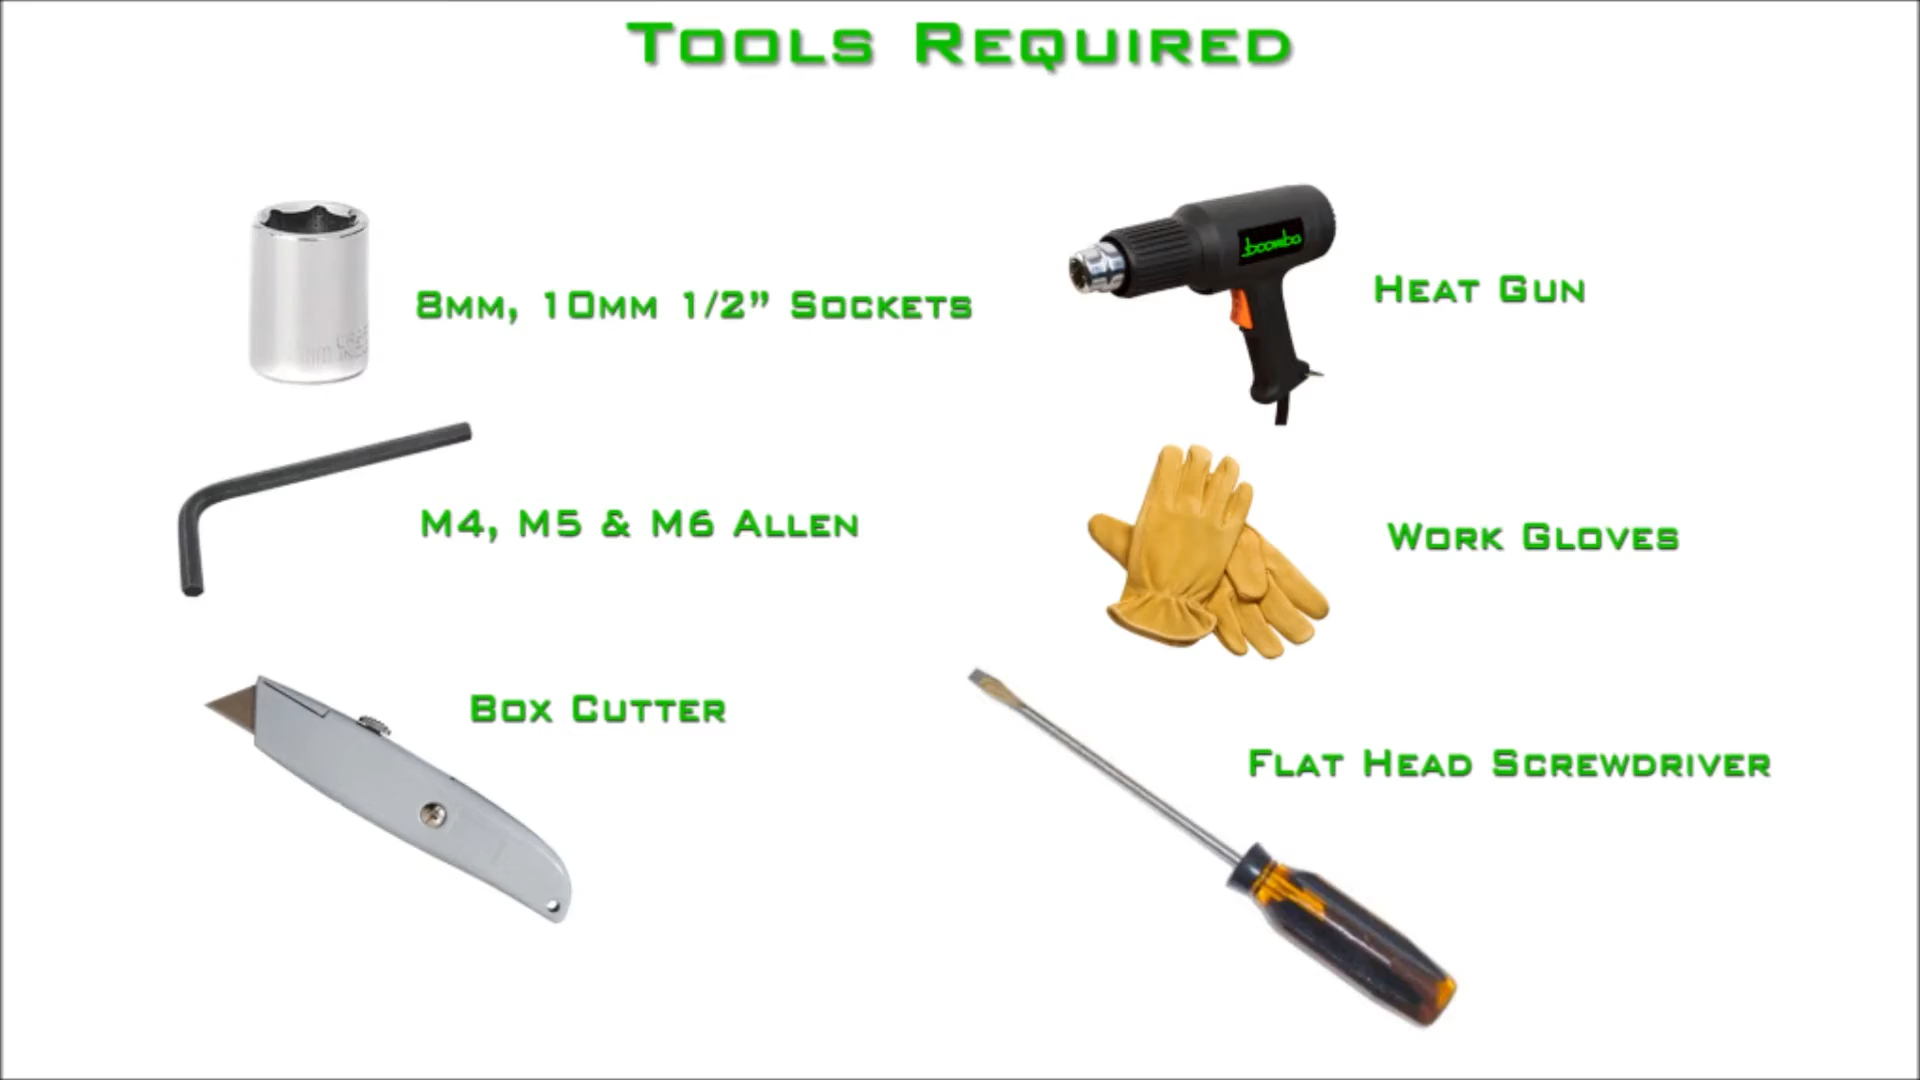 Tools Required
8mm, 10mm 1/2” Sockets
boomba
Heat Gun
M4, M5 & M6 Allen
Work Gloves
Box Cutter
Flat Head Screwdriver